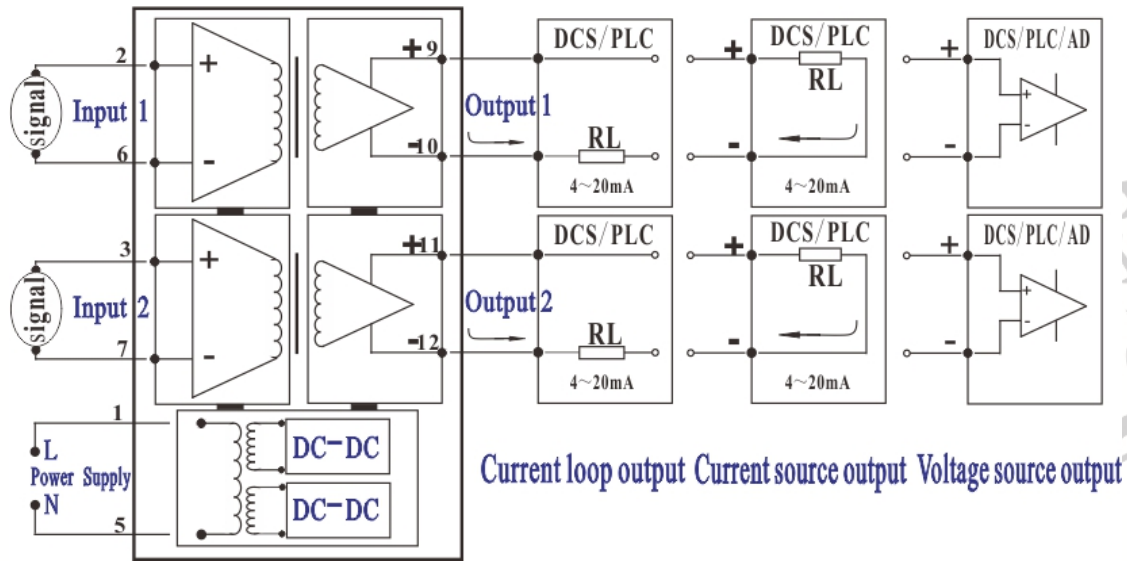 2
+
signal
Input 1
-
6
+
9
-
10
Output 1
DCS/PLC
RL
4~20mA
+
DCS/PLC
RL
-
4~20mA
+
DCS/PLC/AD
+
-
-
3
+
signal
Input 2
-
7
+
11
-
12
Output 2
DCS/PLC
RL
4~20mA
+
DCS/PLC
RL
-
4~20mA
+
DCS/PLC/AD
+
-
-
1
L
Power Supply
N
5
DC-DC
DC-DC
Current loop output
Current source output
Voltage source output